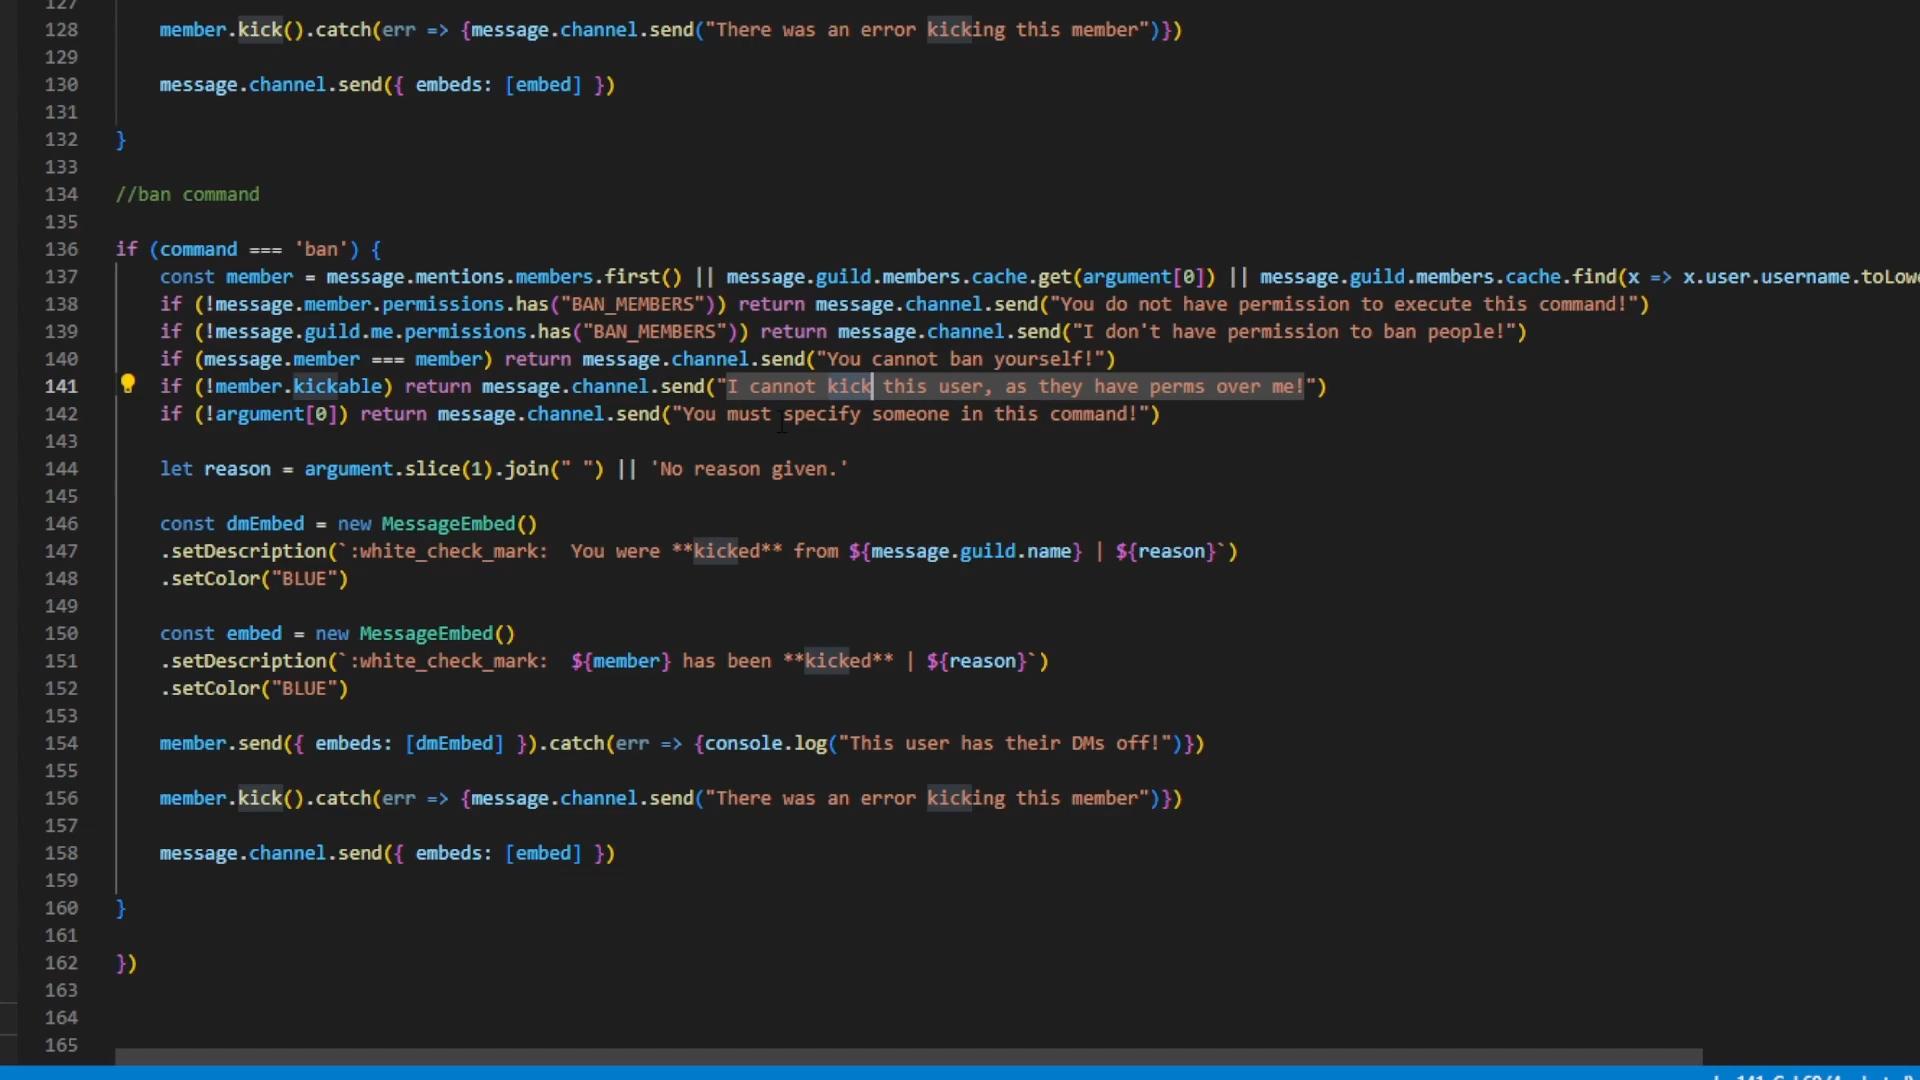 127
128 member.kick().catch(err => {message.channel.send("There was an error kicking this member")})
129
130 message.channel.send({ embeds: [embed] })
131
132 }
133
134 //ban command
135
136 if (command === 'ban') {
137 const member = message.mentions.members.first() || message.guild.members.cache.get(argument[0]) || message.guild.members.cache.find(x => x.user.username.toLowe
138 if (!message.member.permissions.has("BAN_MEMBERS")) return message.channel.send("You do not have permission to execute this command!")
139 if (!message.guild.me.permissions.has("BAN_MEMBERS")) return message.channel.send("I don't have permission to ban people!")
140 if (message.member === member) return message.channel.send("You cannot ban yourself!")
141 if (!member.kickable) return message.channel.send("I cannot kick this user, as they have perms over me!")
142 if (!argument[0]) return message.channel.send("You must specify someone in this command!")
143
144 let reason = argument.slice(1).join(" ") || 'No reason given.'
145
146 const dmEmbed = new MessageEmbed()
147 .setDescription(`:white_check_mark:  You were **kicked** from ${message.guild.name} | ${reason}`)
148 .setColor("BLUE")
149
150 const embed = new MessageEmbed()
151 .setDescription(`:white_check_mark:  ${member} has been **kicked** | ${reason}`)
152 .setColor("BLUE")
153
154 member.send({ embeds: [dmEmbed] }).catch(err => {console.log("This user has their DMs off!")})
155
156 member.kick().catch(err => {message.channel.send("There was an error kicking this member")})
157
158 message.channel.send({ embeds: [embed] })
159
160 }
161
162 })
163
164
165